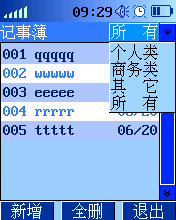 09:29
记事簿 所 有
001 qqqqq
002 wwwww
003 eeeee
004 rrrrr
005 ttttt 06/20
个人类
商务类
其 它
所 有
新增 全删 退出